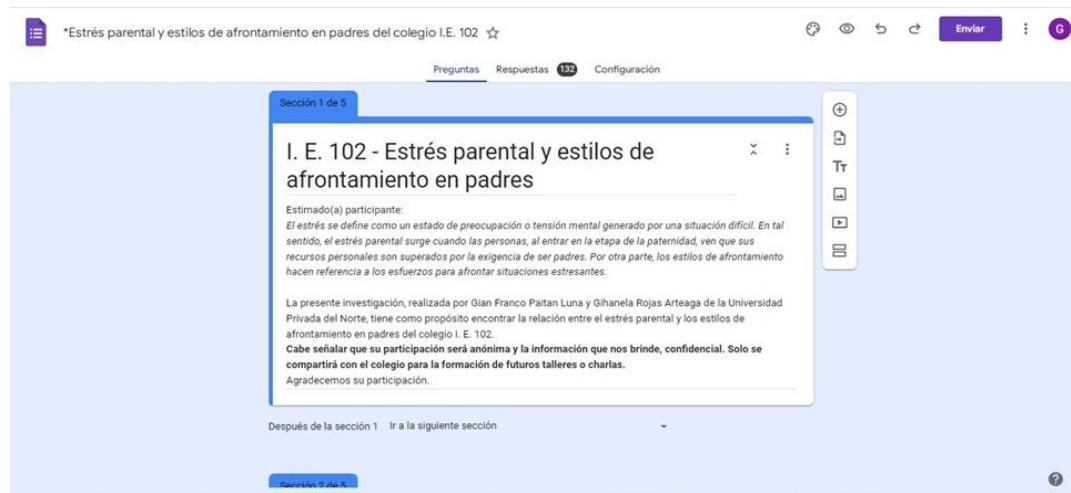 *Estrés parental y estilos de afrontamiento en padres del colegio I.E. 102
Enviar
G
Preguntas Respuestas 132 Configuración
Sección 1 de 5
I. E. 102 - Estrés parental y estilos de
afrontamiento en padres
Estimado(a) participante:
El estrés se define como un estado de preocupación o tensión mental generado por una situación difícil. En tal
sentido, el estrés parental surge cuando las personas, al entrar en la etapa de la paternidad, ven que sus
recursos personales son superados por la exigencia de ser padres. Por otra parte, los estilos de afrontamiento
hacen referencia a los esfuerzos para afrontar situaciones estresantes.
La presente investigación, realizada por Gian Franco Paitan Luna y Gihanela Rojas Arteaga de la Universidad
Privada del Norte, tiene como propósito encontrar la relación entre el estrés parental y los estilos de
afrontamiento en padres del colegio I. E. 102.
Cabe señalar que su participación será anónima y la información que nos brinde, confidencial. Solo se
compartirá con el colegio para la formación de futuros talleres o charlas.
Agradecemos su participación.
Tт
Después de la sección 1 Ir a la siguiente sección
Sección 2 de 5